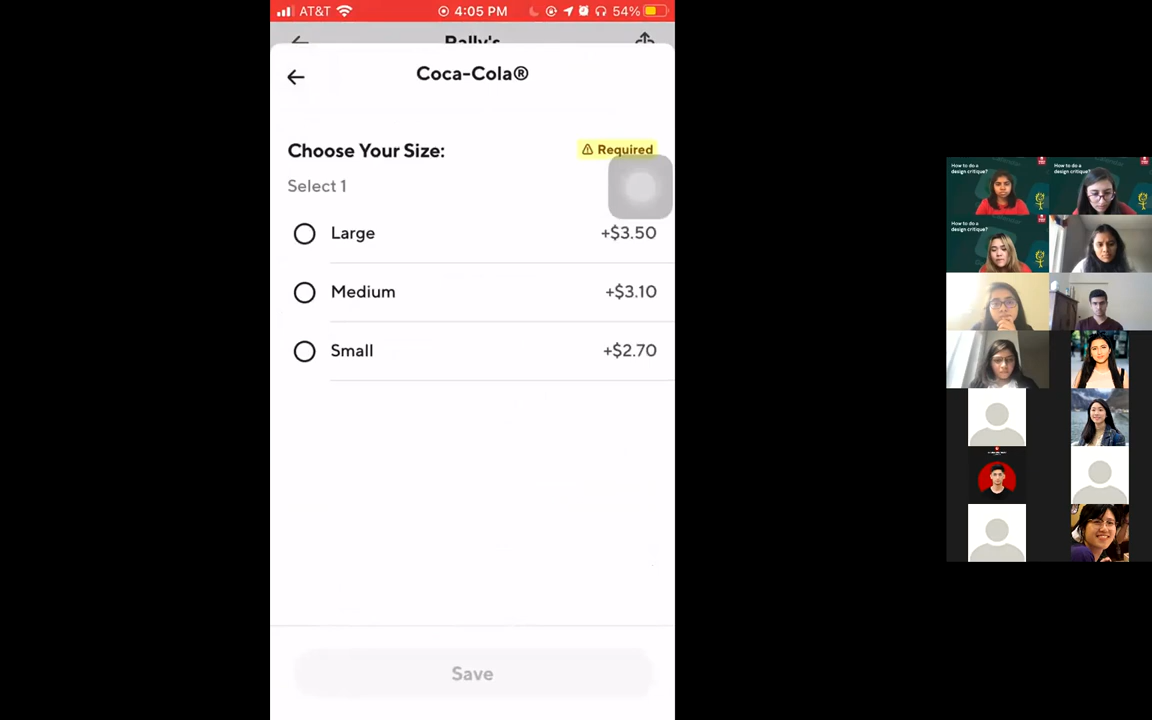 AT&T 4:05 PM 54%
Rally's
Coca-Cola®
Choose Your Size:
Required
Select 1
Large +$3.50
Medium +$3.10
Small +$2.70
Save
How to do a
design critique?
How to do a
design critique?
How to do a
design critique?